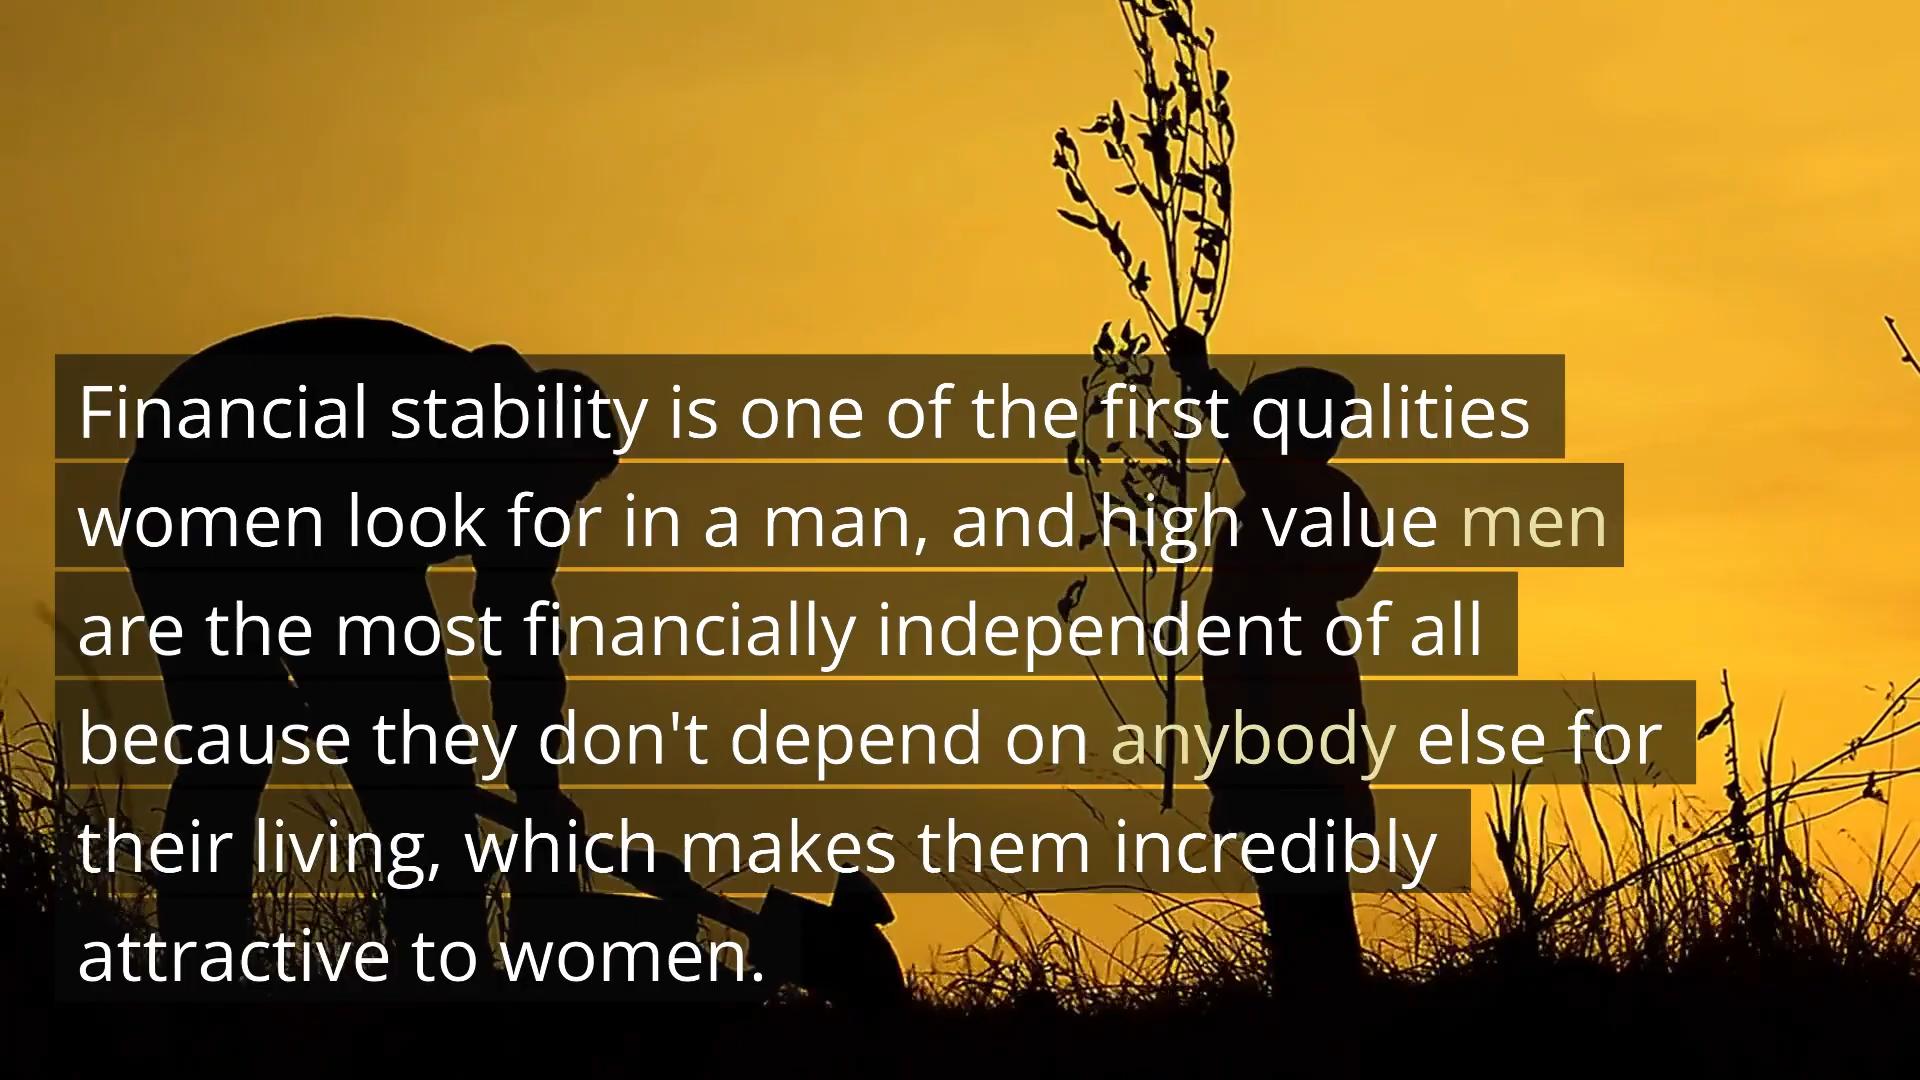 Financial stability is one of the first qualities
women look for in a man, and high value men
are the most financially independent of all
because they don't depend on anybody else for
their living, which makes them incredibly
attractive to women.